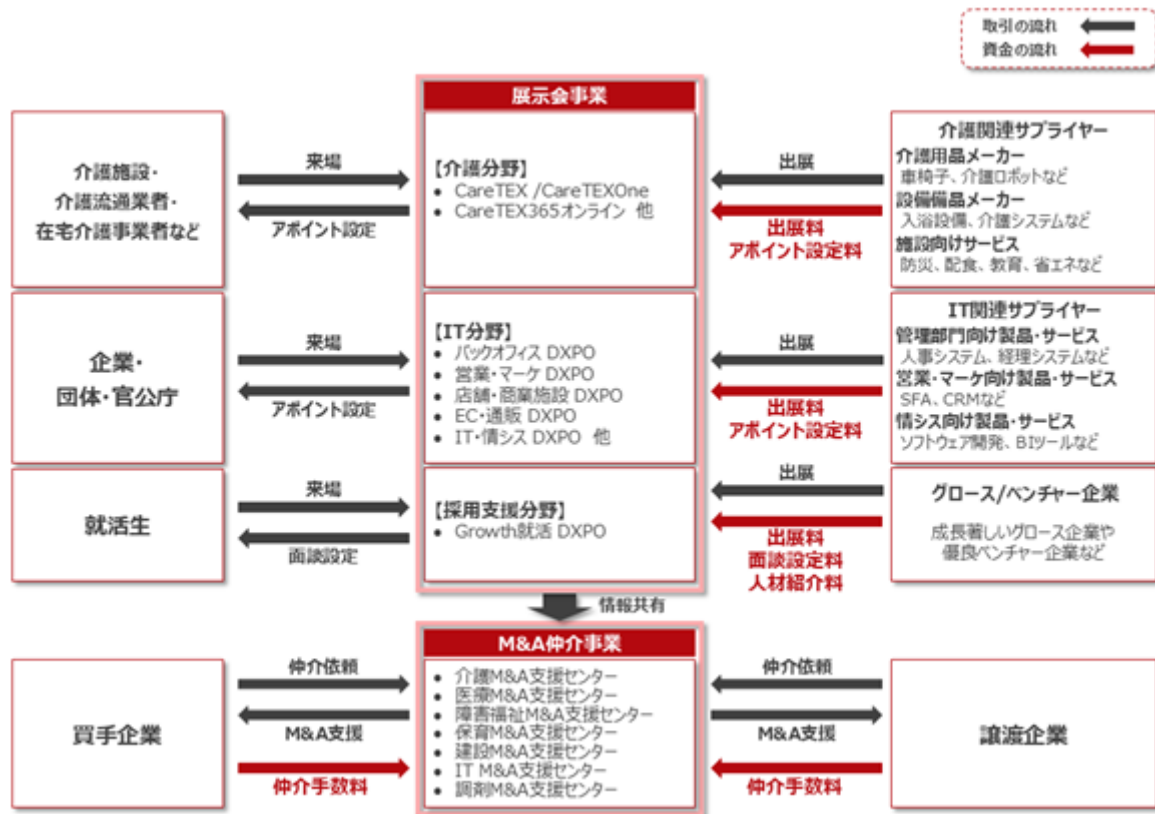 取引の流れ
資金の流れ
展示会事業
介護施設・
介護流通業者・
在宅介護事業者など
来場
アポイント設定
【介護分野】
• CareTEX /CareTEXOne
• CareTEX365オンライン 他
出展
出展料
アポイント設定料
介護関連サプライヤー
介護用品メーカー
車椅子、介護ロボットなど
設備備品メーカー
入浴設備、介護システムなど
施設向けサービス
防災、配食、教育、省エネなど
企業・
団体・官公庁
来場
アポイント設定
【IT分野】
• バックオフィス DXPO
• 営業・マーケ DXPO
• 店舗・商業施設 DXPO
• EC・通販 DXPO
• IT・情シス DXPO 他
出展
出展料
アポイント設定料
IT関連サプライヤー
管理部門向け製品・サービス
人事システム、経理システムなど
営業・マーケ向け製品・サービス
SFA、CRMなど
情シス向け製品・サービス
ソフトウェア開発、BIツールなど
就活生
来場
面談設定
【採用支援分野】
• Growth就活 DXPO
出展
出展料
面談設定料
人材紹介料
グロース/ベンチャー企業
成長著しいグロース企業や
優良ベンチャー企業など
情報共有
M&A仲介事業
買手企業
仲介依頼
M&A支援
仲介手数料
• 介護M&A支援センター
• 医療M&A支援センター
• 障害福祉M&A支援センター
• 保育M&A支援センター
• 建設M&A支援センター
• IT M&A支援センター
• 調剤M&A支援センター
仲介依頼
M&A支援
仲介手数料
譲渡企業